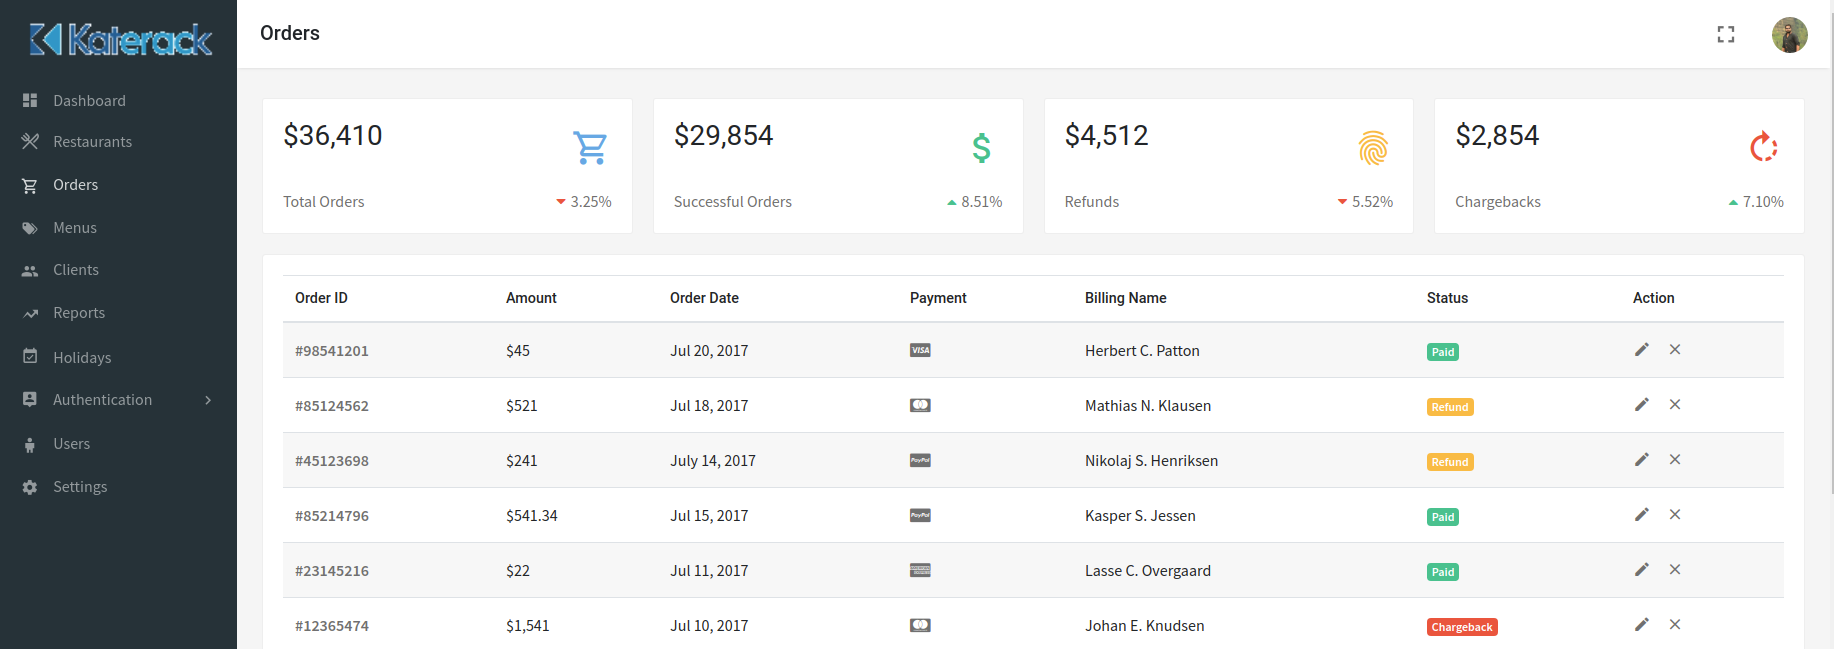 Katerack
Orders
Dashboard
Restaurants
Orders
Menus
Clients
Reports
Holidays
Authentication
Users
Settings
$36,410
Total Orders 3.25%
$29,854
Successful Orders 8.51%
$4,512
Refunds 5.52%
$2,854
Chargebacks 7.10%
Order ID Amount Order Date Payment Billing Name Status Action
#98541201 $45 Jul 20, 2017 VISA Herbert C. Patton Paid
#85124562 $521 Jul 18, 2017 Mathias N. Klausen Refund
#45123698 $241 July 14, 2017 PayPal Nikolaj S. Henriksen Refund
#85214796 $541.34 Jul 15, 2017 PayPal Kasper S. Jessen Paid
#23145216 $22 Jul 11, 2017 Lasse C. Overgaard Paid
#12365474 $1,541 Jul 10, 2017 Johan E. Knudsen Chargeback